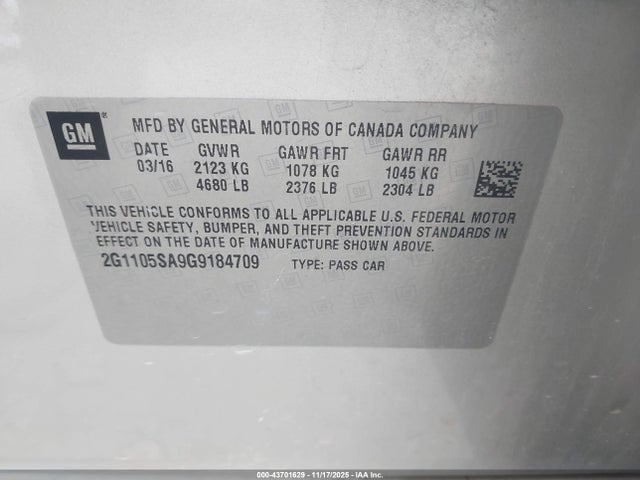 GM
MFD BY GENERAL MOTORS OF CANADA COMPANY
DATE GVWR GAWR FRT GAWR RR
03/16 2123 KG 1078 KG 1045 KG
4680 LB 2376 LB 2304 LB
THIS VEHICLE CONFORMS TO ALL APPLICABLE U.S. FEDERAL MOTOR
VEHICLE SAFETY, BUMPER, AND THEFT PREVENTION STANDARDS IN
EFFECT ON THE DATE OF MANUFACTURE SHOWN ABOVE.
2G1105SA9G9184709 TYPE: PASS CAR
000-43701629 - 11/17/2025 - IAA Inc.